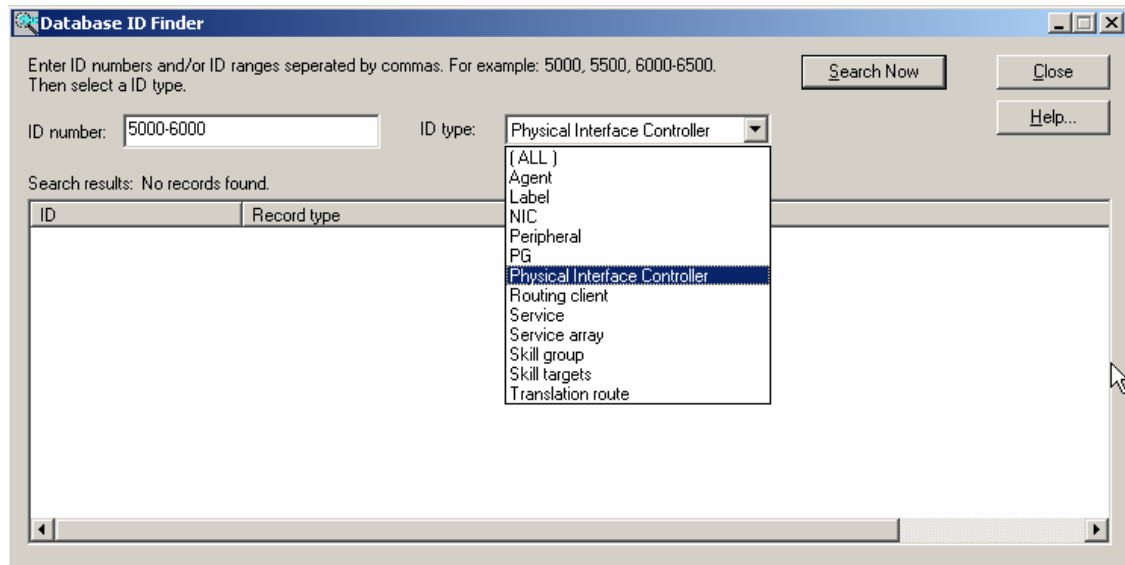 Database ID Finder
Enter ID numbers and/or ID ranges seperated by commas. For example: 5000, 5500, 6000-6500.
Then select a ID type.
Search Now
Close
Help...
ID number: 5000-6000
ID type: Physical Interface Controller
(ALL)
Agent
Label
NIC
Peripheral
PG
Physical Interface Controller
Routing client
Service
Service array
Skill group
Skill targets
Translation route
Search results: No records found.
ID Record type